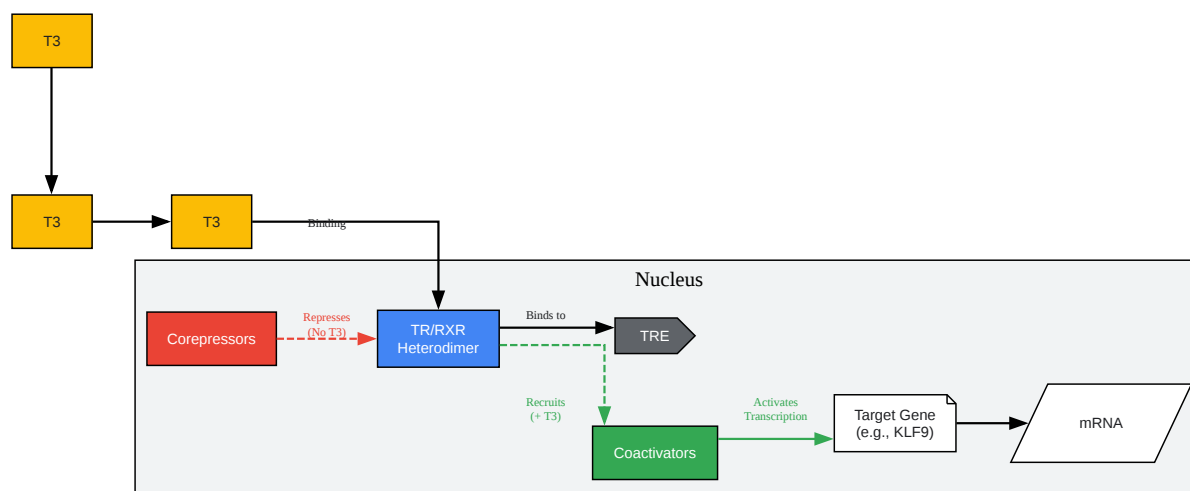 T3
T3
T3
Binding
Nucleus
Corepressors
Represses
(No T3)
TR/RXR
Heterodimer
Binds to
TRE
Recruits
(+ T3)
Coactivators
Activates
Transcription
Target Gene
(e.g., KLF9)
mRNA